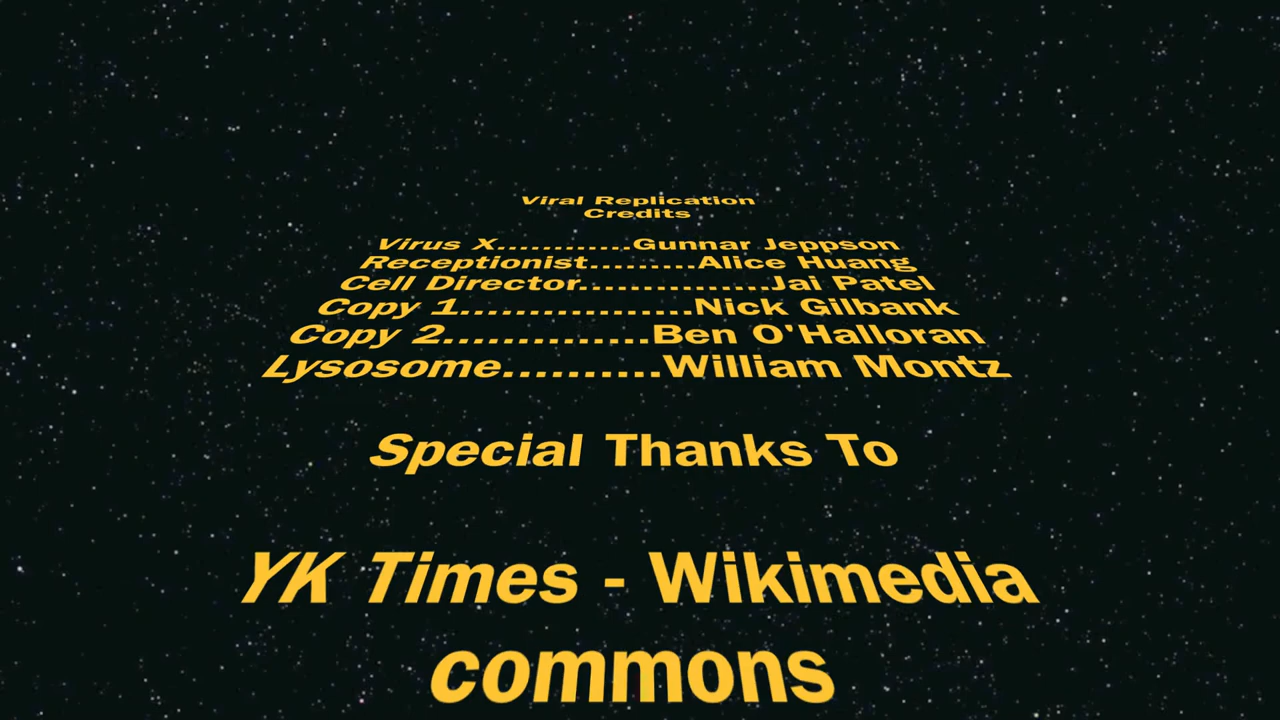 Viral Replication
Credits
Virus X............Gunnar Jeppson
Receptionist.........Alice Huang
Cell Director...............Jai Patel
Copy 1.................Nick Gilbank
Copy 2..............Ben O'Halloran
Lysosome..........William Montz
Special Thanks To
YK Times - Wikimedia
commons